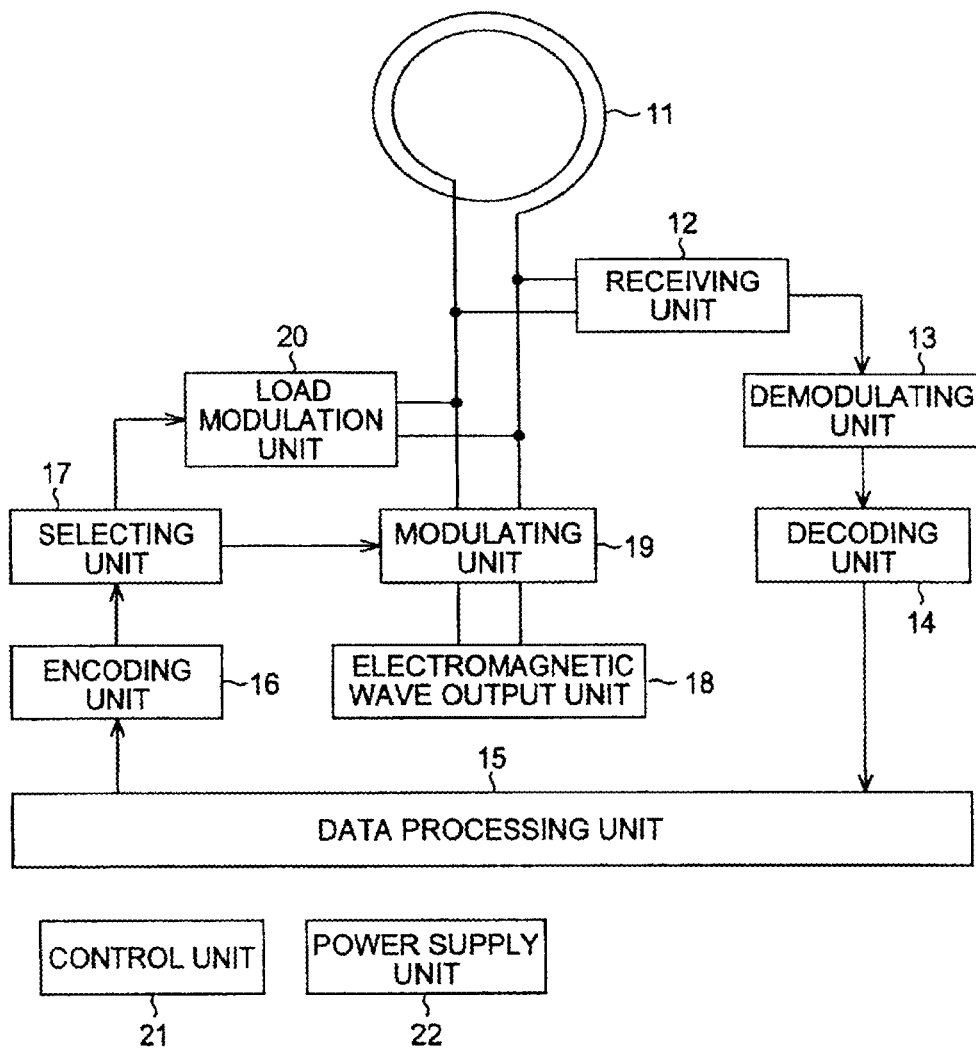 11
12
RECEIVING
UNIT
20
LOAD
MODULATION
UNIT
13
DEMODULATING
UNIT
17
SELECTING
UNIT
MODULATING
UNIT
19
DECODING
UNIT
14
ENCODING
UNIT
16
ELECTROMAGNETIC
WAVE OUTPUT UNIT
18
15
DATA PROCESSING UNIT
CONTROL UNIT
21
POWER SUPPLY
UNIT
22